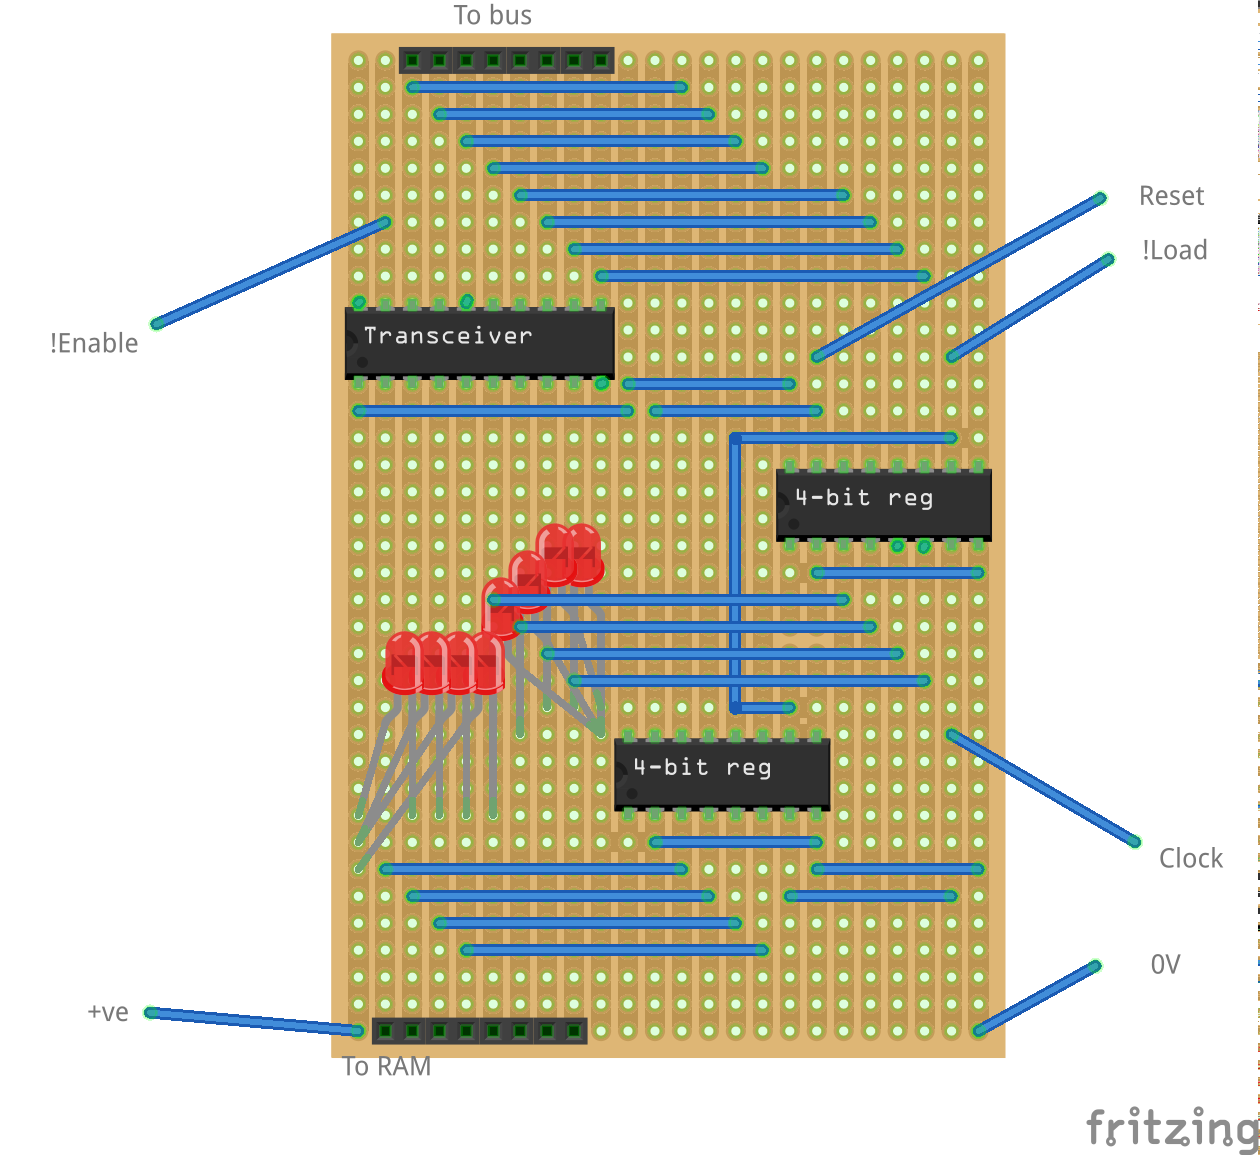 To bus
Reset
!Load
Transceiver
!Enable
4-bit reg
4-bit reg
Clock
0V
+ve
To RAM
fritzing